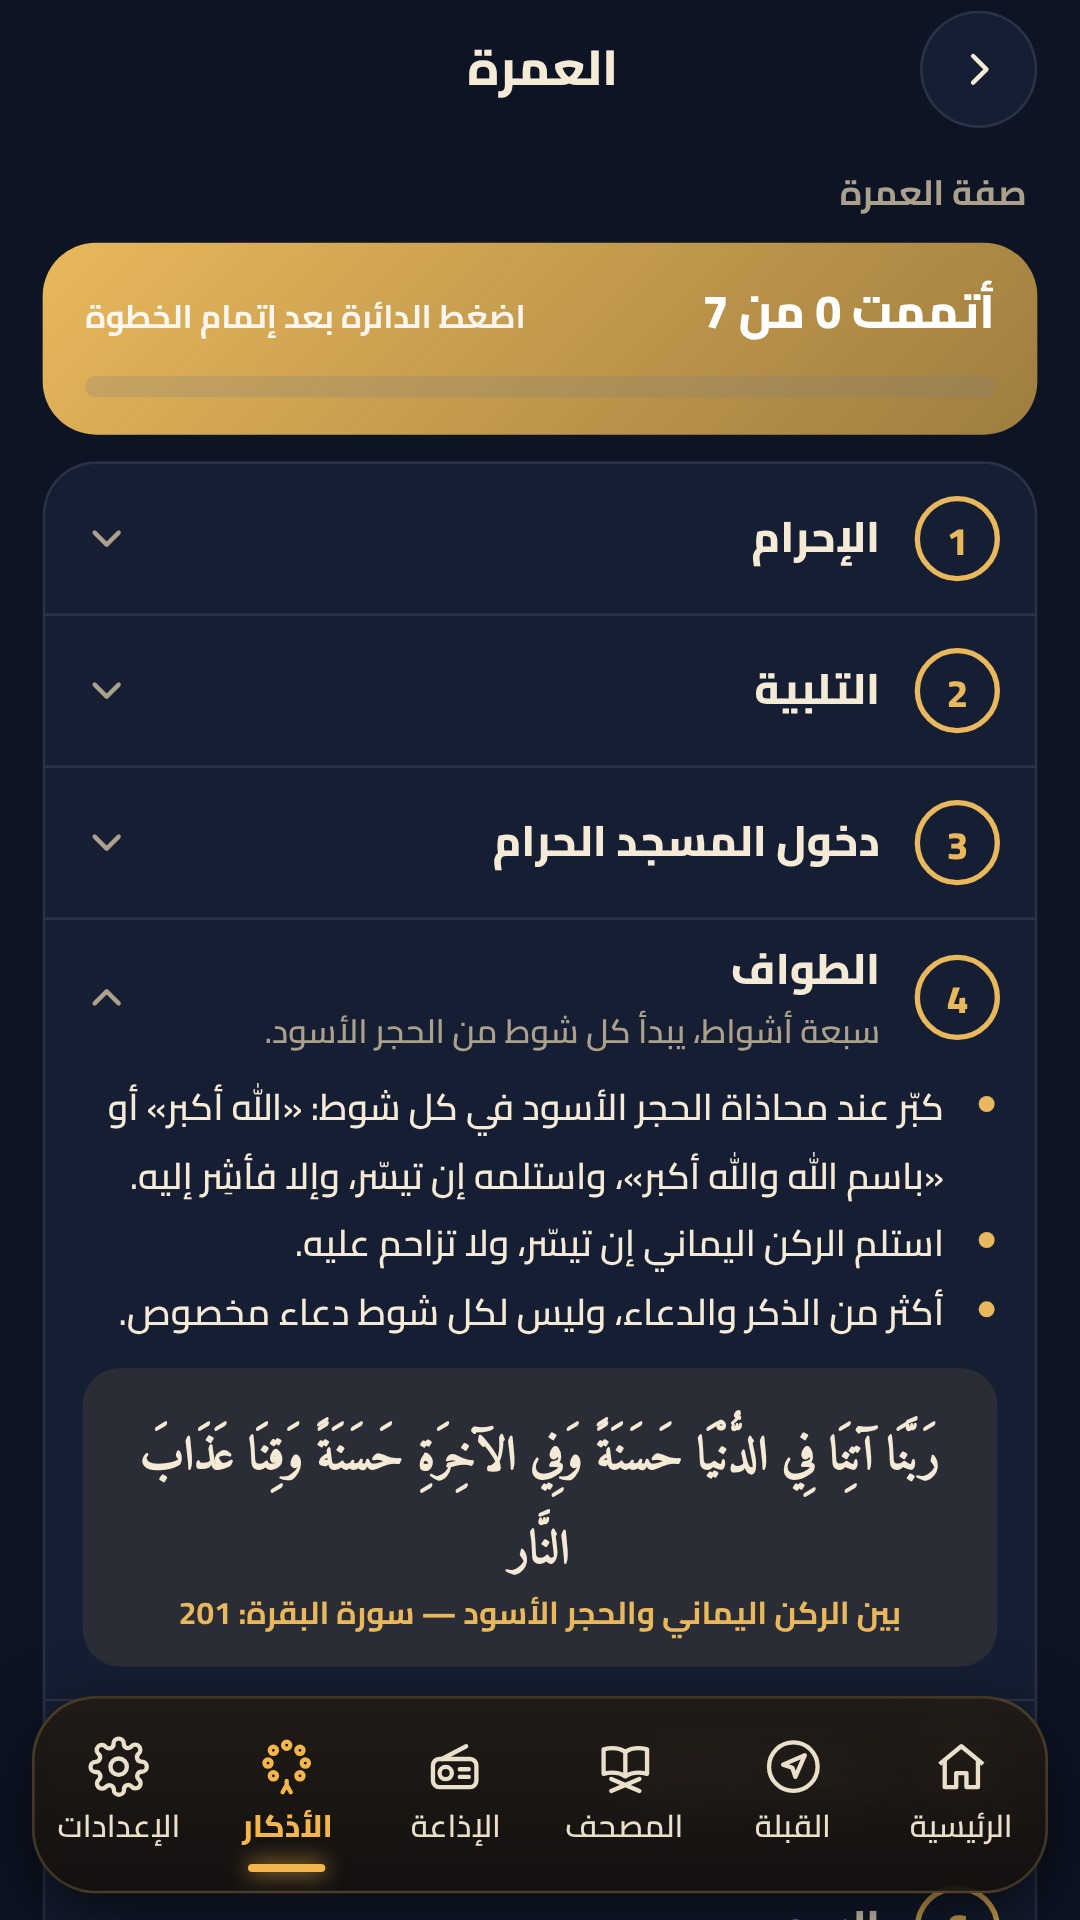 العمرة
صفة العمرة
أتممت 0 من 7
اضغط الدائرة بعد إتمام الخطوة
1
الإحرام
2
التلبية
3
دخول المسجد الحرام
4
الطواف
سبعة أشواط، يبدأ كل شوط من الحجر الأسود.
كبّر عند محاذاة الحجر الأسود في كل شوط: «الله أكبر» أو
«باسم الله والله أكبر»، واستلمه إن تيسّر، وإلا فأشِر إليه.
استلم الركن اليماني إن تيسّر، ولا تزاحم عليه.
أكثر من الذكر والدعاء، وليس لكل شوط دعاء مخصوص.
رَبَّنَا آتِنَا فِي الدُّنْيَا حَسَنَةً وَفِي الآخِرَةِ حَسَنَةً وَقِنَا عَذَابَ
النَّار
بين الركن اليماني والحجر الأسود — سورة البقرة: 201
الرئيسية
القبلة
المصحف
الإذاعة
الأذكار
الإعدادات